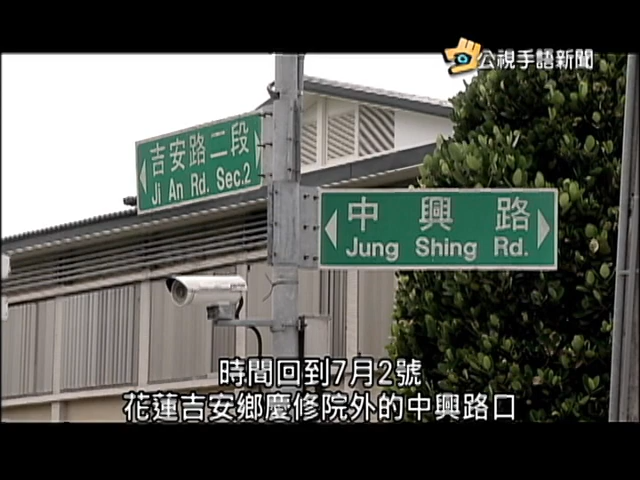 公視手語新聞
吉安路二段
Ji An Rd. Sec.2
中興路
Jung Shing Rd.
時間回到7月2號
花蓮吉安鄉慶修院外的中興路口